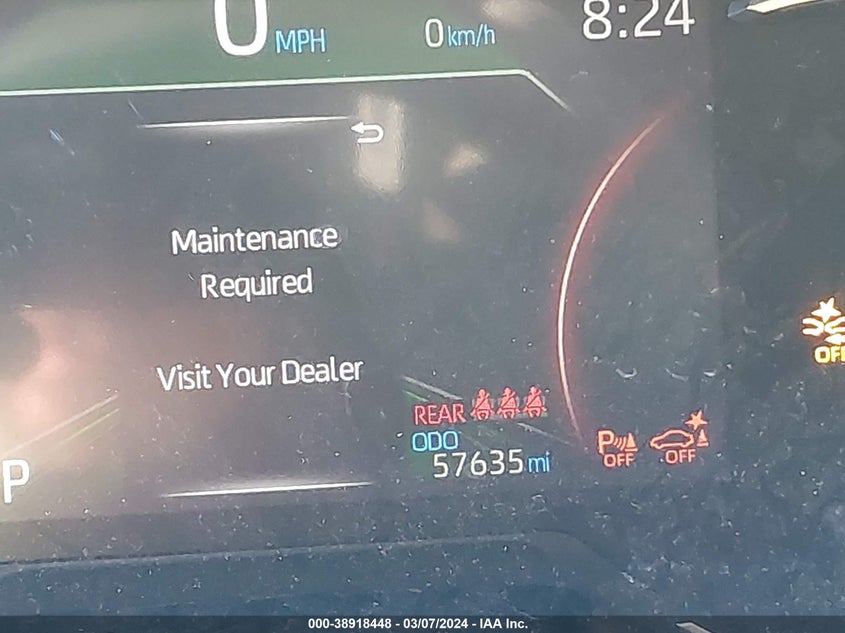 0 MPH 0 km/h 8:24
Maintenance
Required
Visit Your Dealer
REAR
ODO
57635 mi
P
P OFF
OFF
OFF
000-38918448 - 03/07/2024 - IAA Inc.